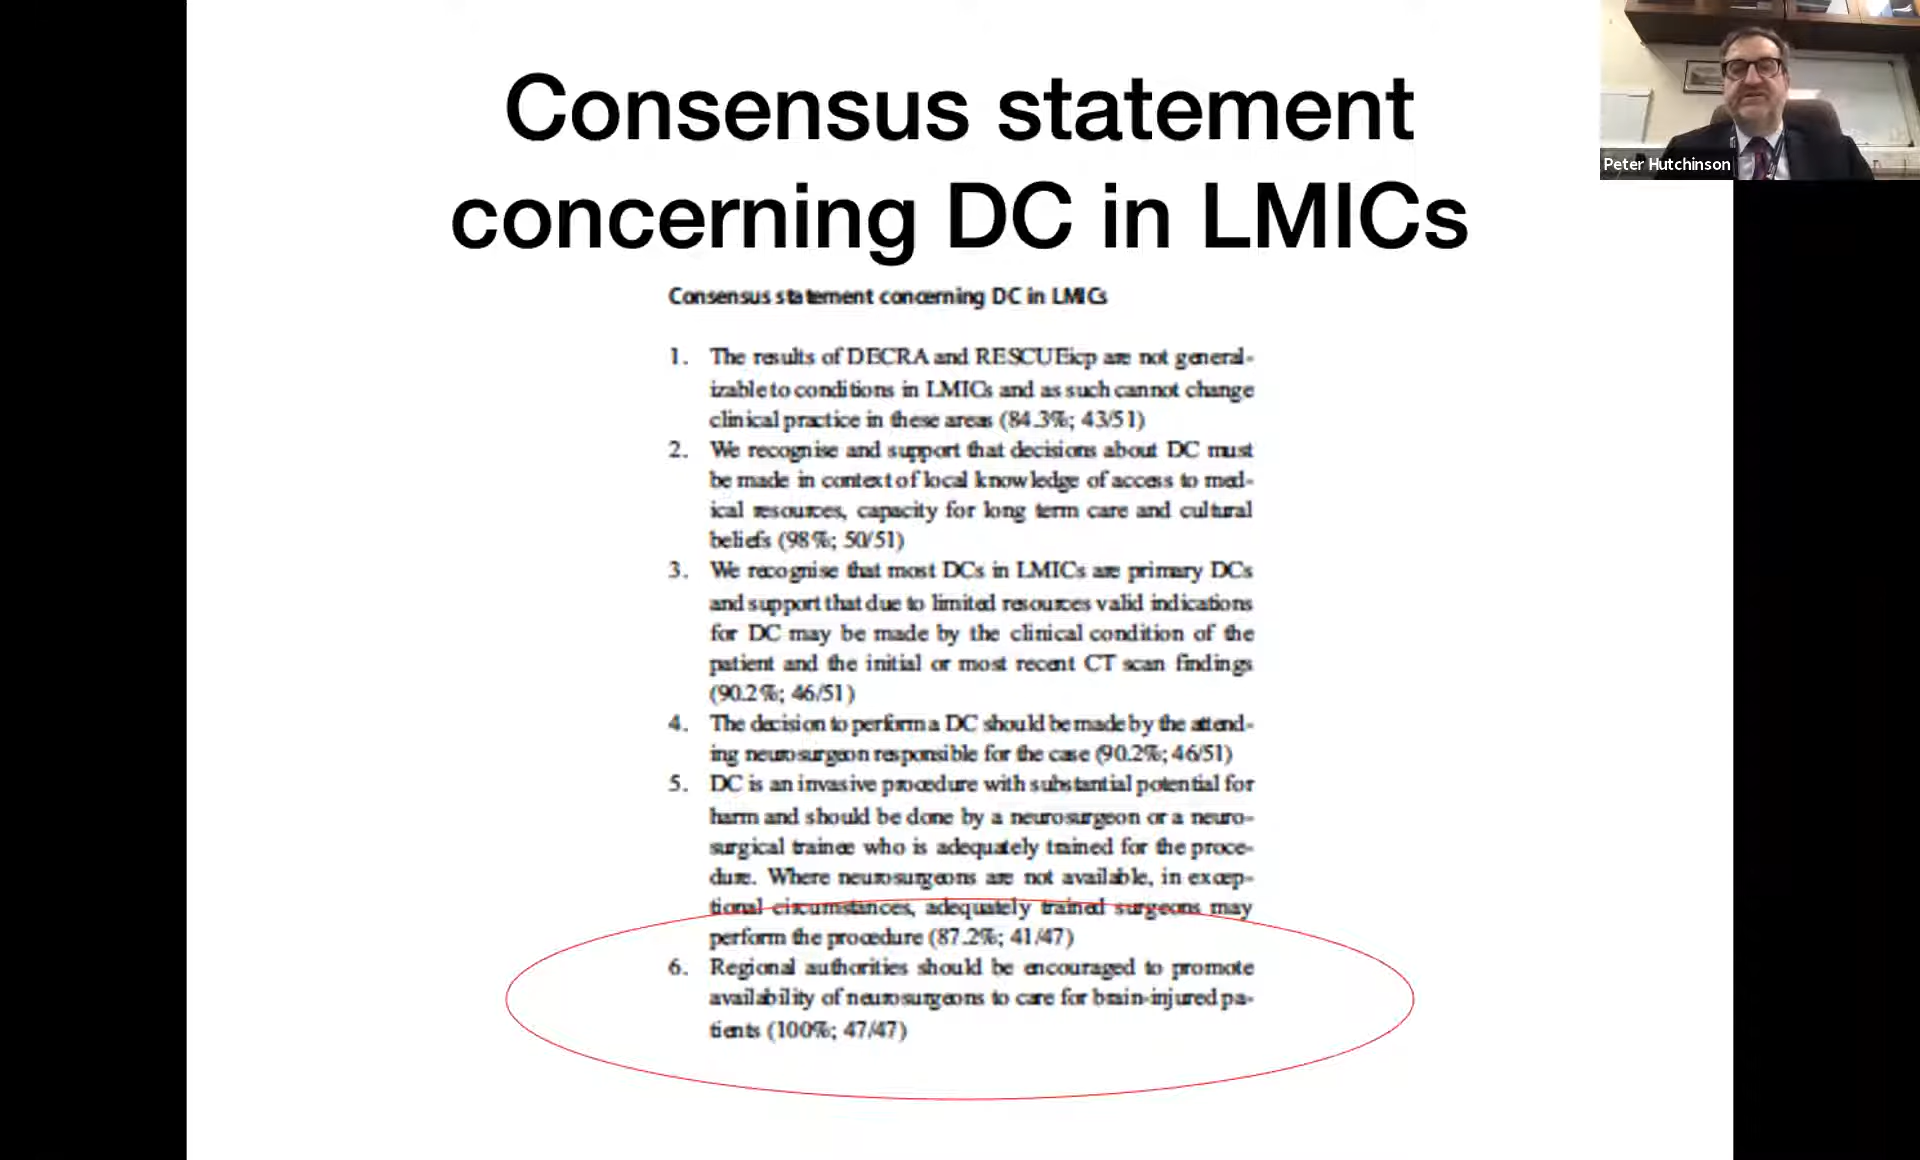 Consensus statement
concerning DC in LMICs
Peter Hutchinson
Consensus statement concerning DC in LMICs
1. The results of DECRA and RESCUEicp are not general-
izable to conditions in LMICs and as such cannot change
clinical practice in these areas (84.3%; 43/51)
2. We recognise and support that decisions about DC must
be made in context of local knowledge of access to med-
ical resources, capacity for long term care and cultural
beliefs (98%; 50/51)
3. We recognise that most DCs in LMICs are primary DCs
and support that due to limited resources valid indications
for DC may be made by the clinical condition of the
patient and the initial or most recent CT scan findings
(90.2%; 46/51)
4. The decision to perform a DC should be made by the attend-
ing neurosurgeon responsible for the case (90.2%; 46/51)
5. DC is an invasive procedure with substantial potential for
harm and should be done by a neurosurgeon or a neuro-
surgical trainee who is adequately trained for the proce-
dure. Where neurosurgeons are not available, in excep-
tional circumstances, adequately trained surgeons may
perform the procedure (87.2%; 41/47)
6. Regional authorities should be encouraged to promote
availability of neurosurgeons to care for brain-injured pa-
tients (100%; 47/47)